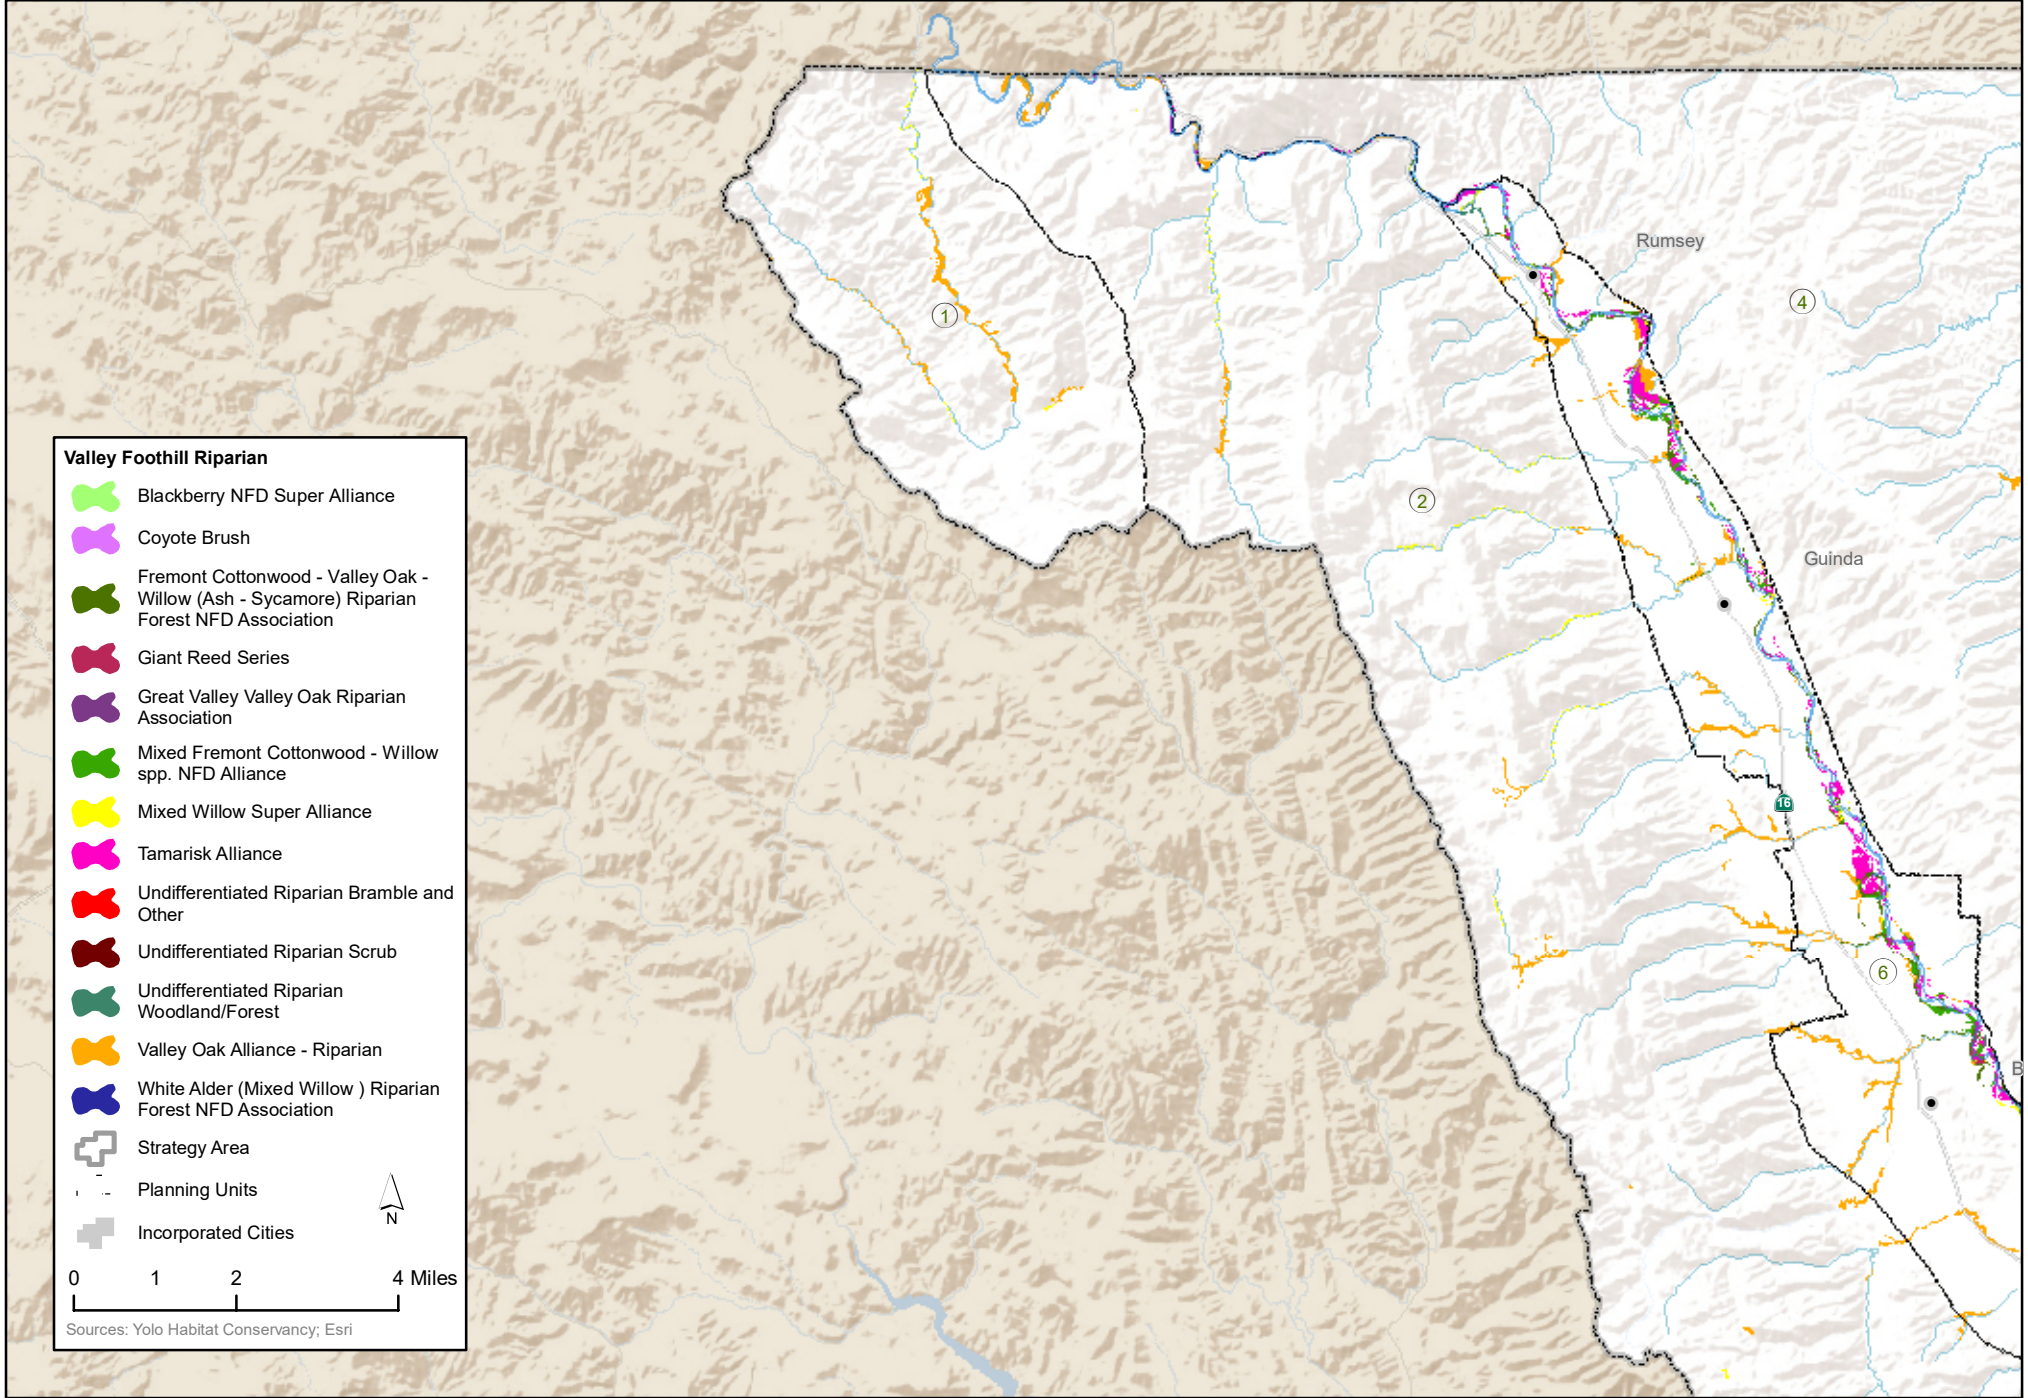 Rumsey
1
4
2
Guinda
16
6
B
Valley Foothill Riparian
Blackberry NFD Super Alliance
Coyote Brush
Fremont Cottonwood - Valley Oak -
Willow (Ash - Sycamore) Riparian
Forest NFD Association
Giant Reed Series
Great Valley Valley Oak Riparian
Association
Mixed Fremont Cottonwood - Willow
spp. NFD Alliance
Mixed Willow Super Alliance
Tamarisk Alliance
Undifferentiated Riparian Bramble and
Other
Undifferentiated Riparian Scrub
Undifferentiated Riparian
Woodland/Forest
Valley Oak Alliance - Riparian
White Alder (Mixed Willow ) Riparian
Forest NFD Association
Strategy Area
Planning Units
Incorporated Cities
N
0 1 2 4 Miles
Sources: Yolo Habitat Conservancy; Esri